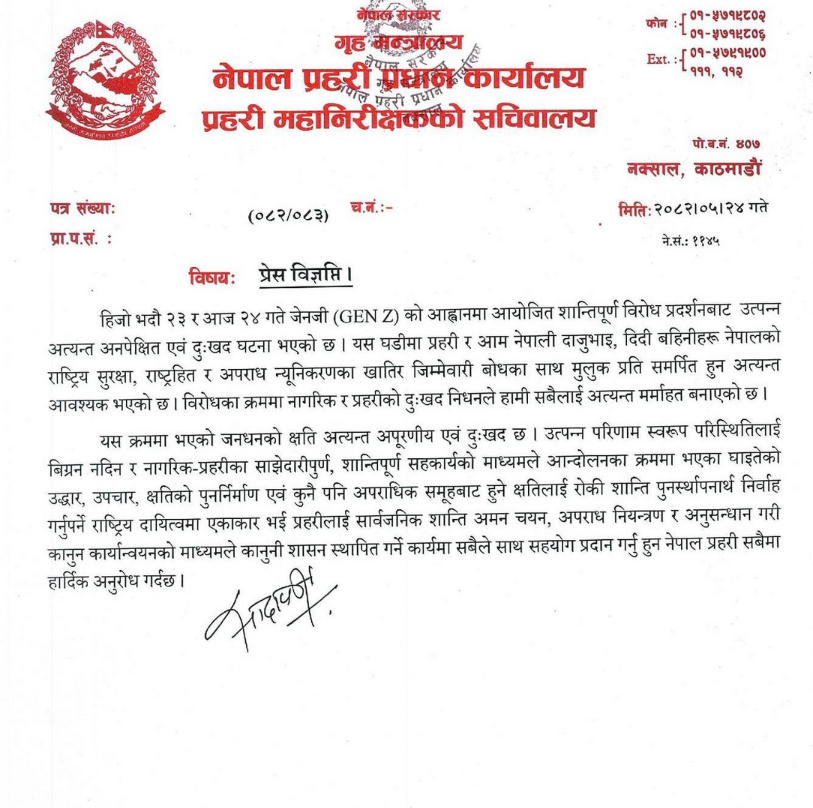 नेपाल सरकार
गृह मन्त्रालय
नेपाल प्रहरी प्रधान कार्यालय
प्रहरी महानिरीक्षकको सचिवालय
फोन :- ०१-५७१९८०२
०१-५७१९८०६
Ext. :- ०१-५७९१९००
१११, ११२
पो.ब.नं. ४०७
नक्साल, काठमाडौं
पत्र संख्याः (०८२/०८३) च.नं.:-
मितिः २०८२।०५।२४ गते
प्रा.प.सं. :
ने.सं.: ११४५
विषयः प्रेस विज्ञप्ति।
हिजो भदौ २३ र आज २४ गते जेनजी (GEN Z) को आह्वानमा आयोजित शान्तिपूर्ण विरोध प्रदर्शनबाट उत्पन्न
अत्यन्त अनपेक्षित एवं दुःखद घटना भएको छ । यस घडीमा प्रहरी र आम नेपाली दाजुभाइ, दिदी बहिनीहरू नेपालको
राष्ट्रिय सुरक्षा, राष्ट्रहित र अपराध न्यूनिकरणका खातिर जिम्मेवारी बोधका साथ मुलुक प्रति समर्पित हुन अत्यन्त
आवश्यक भएको छ । विरोधका क्रममा नागरिक र प्रहरीको दुःखद निधनले हामी सबैलाई अत्यन्त मर्माहत बनाएको छ ।
यस क्रममा भएको जनधनको क्षति अत्यन्त अपूरणीय एवं दुःखद छ । उत्पन्न परिणाम स्वरूप परिस्थितिलाई
बिग्रन नदिन र नागरिक-प्रहरीका साझेदारीपुर्ण, शान्तिपूर्ण सहकार्यको माध्यमले आन्दोलनका क्रममा भएका घाइतेको
उद्धार, उपचार, क्षतिको पुनर्निर्माण एवं कुनै पनि अपराधिक समूहबाट हुने क्षतिलाई रोकी शान्ति पुनर्स्थापनार्थ निर्वाह
गर्नुपर्ने राष्ट्रिय दायित्वमा एकाकार भई प्रहरीलाई सार्वजनिक शान्ति अमन चयन, अपराध नियन्त्रण र अनुसन्धान गरी
कानुन कार्यान्वयनको माध्यमले कानुनी शासन स्थापित गर्ने कार्यमा सबैले साथ सहयोग प्रदान गर्नु हुन नेपाल प्रहरी सबैमा
हार्दिक अनुरोध गर्दछ ।